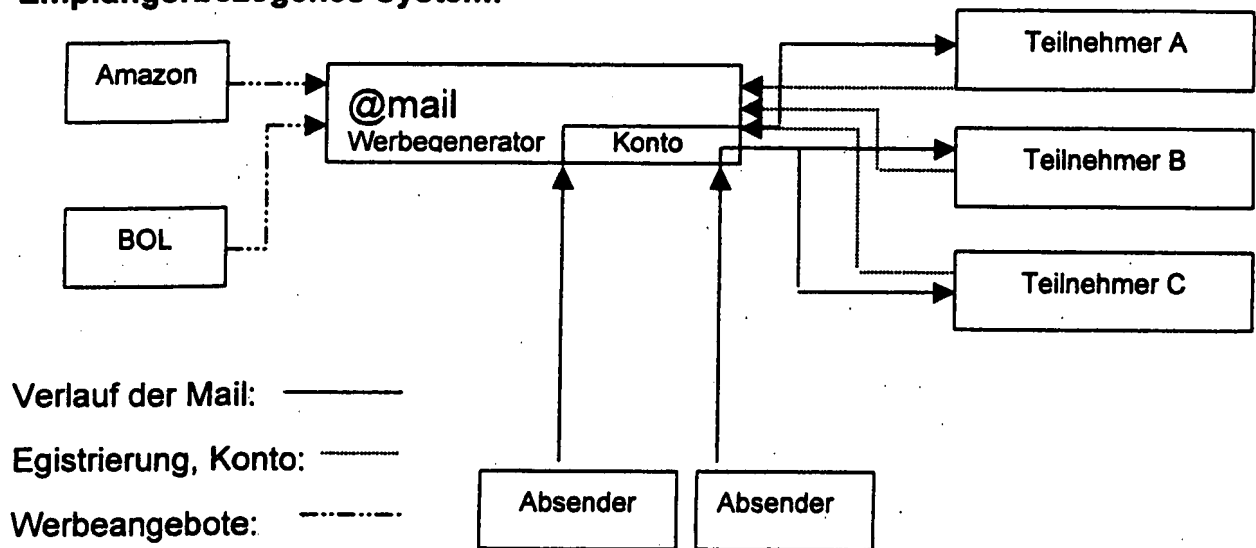 Teilnehmer A
Amazon
@mail
Werbegenerator Konto
Teilnehmer B
BOL
Teilnehmer C
Verlauf der Mail:
Egistrierung, Konto:
Absender Absender
Werbeangebote: